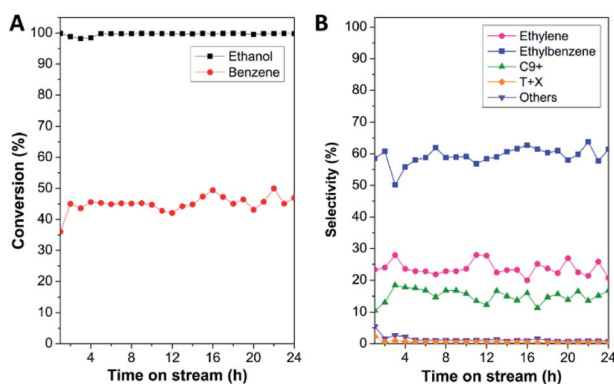 A
100
90
80
70
60
50
40
30
20
10
0
Conversion (%)
0 4 8 12 16 20 24
Time on stream (h)
Ethanol
Benzene
B
100
90
80
70
60
50
40
30
20
10
0
Selectivity (%)
4 8 12 16 20 24
Time on stream (h)
Ethylene
Ethylbenzene
C9+
T+X
Others